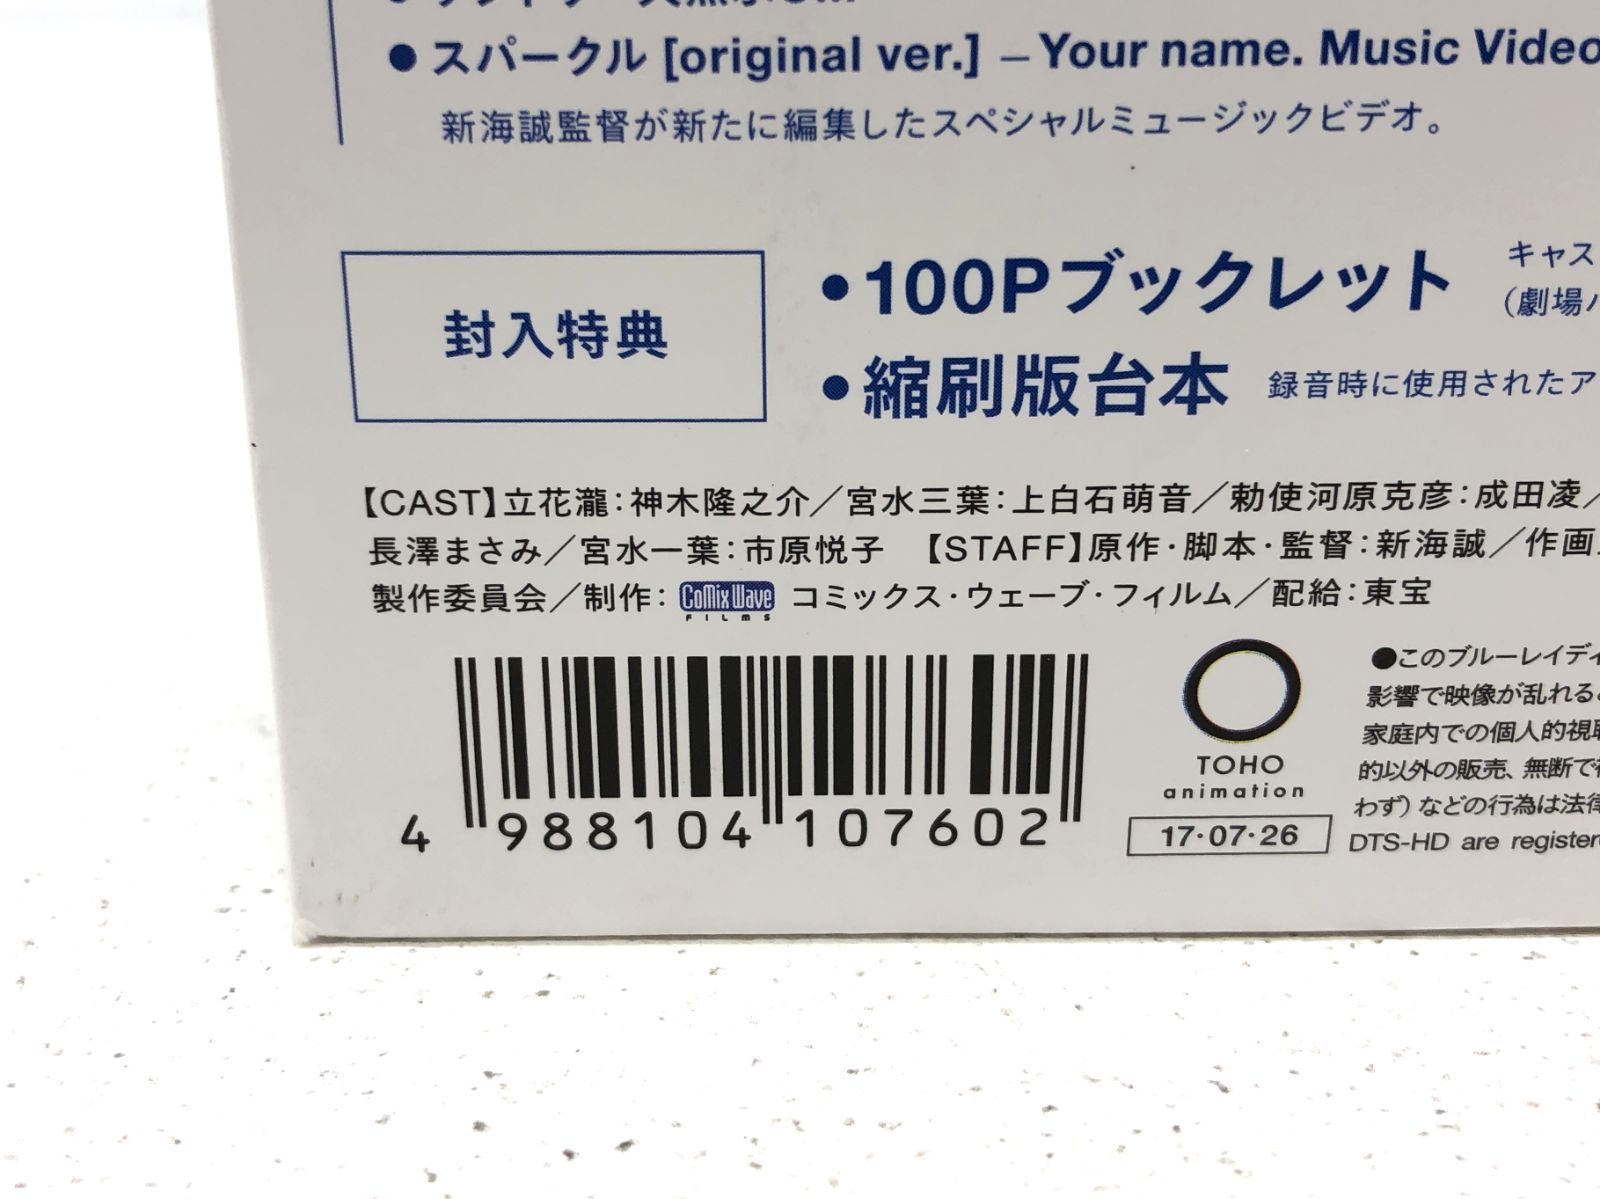 ● スパークル [original ver.] – Your name. Music Video
新海誠監督が新たに編集したスペシャルミュージックビデオ。
封入特典
●100Pブックレット キャス
(劇場
●縮刷版台本 録音時に使用されたア
【CAST】立花瀧:神木隆之介／宮水三葉:上白石萌音／勅使河原克彦:成田凌／
長澤まさみ／宮水一葉:市原悦子 【STAFF】原作・脚本・監督:新海誠／作画
製作委員会／制作: CoMix Wave FILMS コミックス・ウェーブ・フィルム／配給:東宝
4 988104 107602
TOHO
animation
17・07・26
●このブルーレイディ
影響で映像が乱れる
家庭内での個人的視聴
的以外の販売、無断で
わず)などの行為は法律
DTS-HD are register